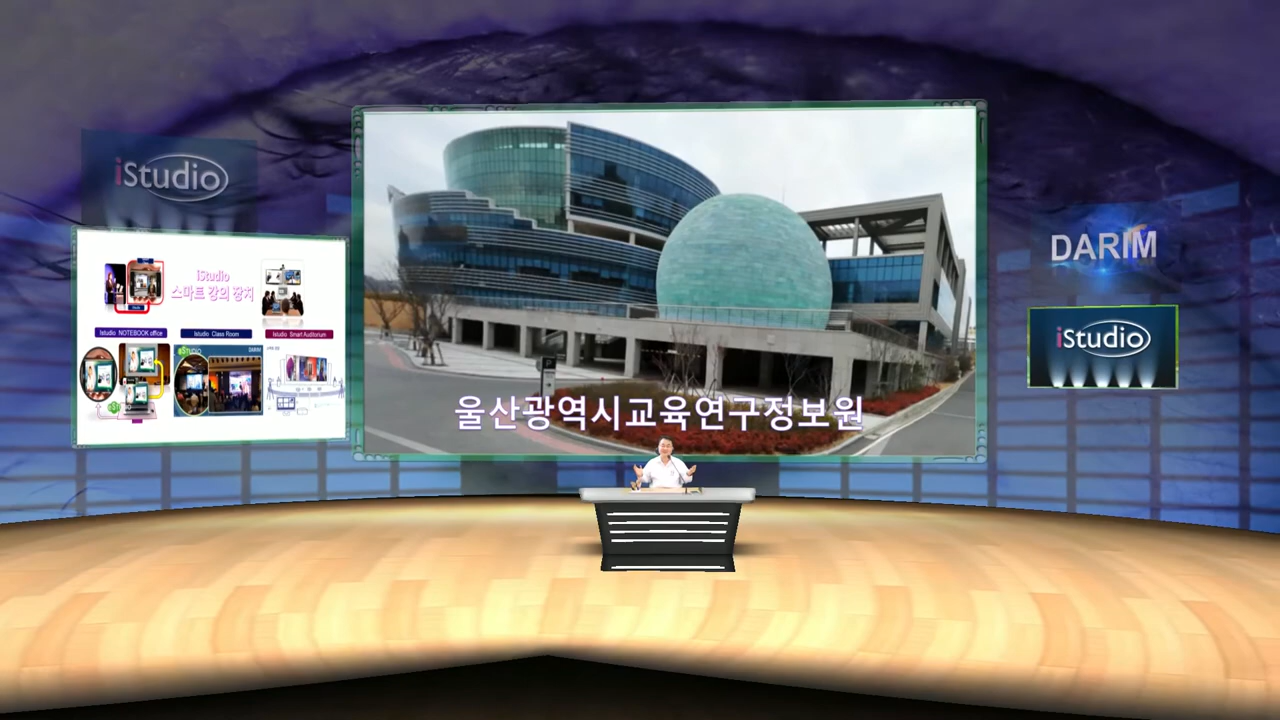 iStudio
iStudio
스마트 강의 장치
Istudio NOTEBOOK office
Istudio Class Room
Istudio Smart Auditorium
울산광역시교육연구정보원
DARIM
iStudio